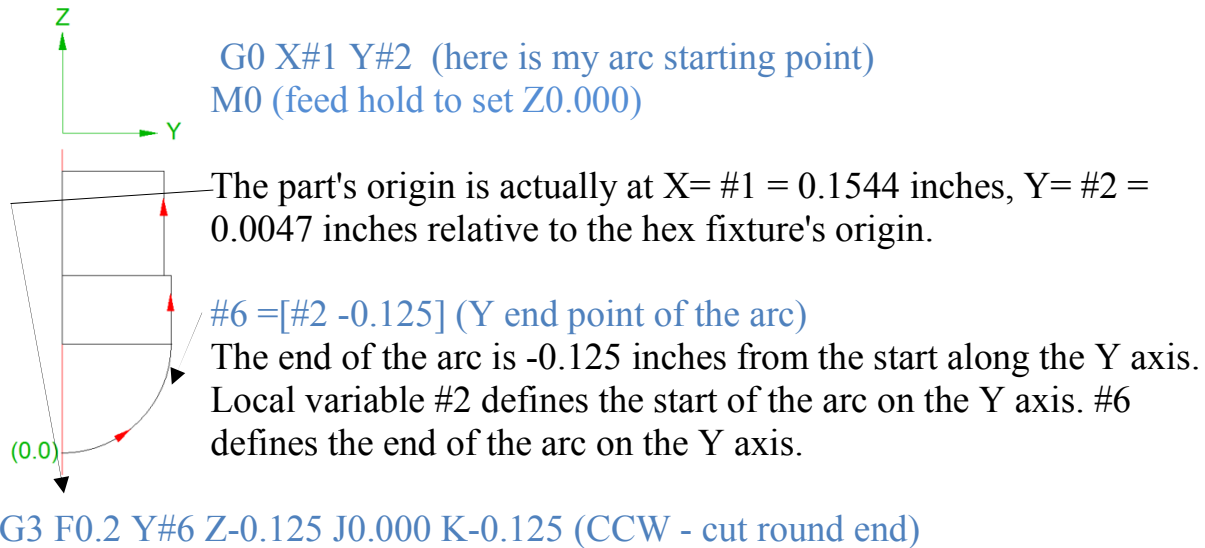 Z
Y
G0 X#1 Y#2 (here is my arc starting point)
M0 (feed hold to set Z0.000)
The part's origin is actually at X= #1 = 0.1544 inches, Y= #2 =
0.0047 inches relative to the hex fixture's origin.
#6 =[#2 -0.125] (Y end point of the arc)
The end of the arc is -0.125 inches from the start along the Y axis.
Local variable #2 defines the start of the arc on the Y axis. #6
defines the end of the arc on the Y axis.
(0.0)
G3 F0.2 Y#6 Z-0.125 J0.000 K-0.125 (CCW - cut round end)